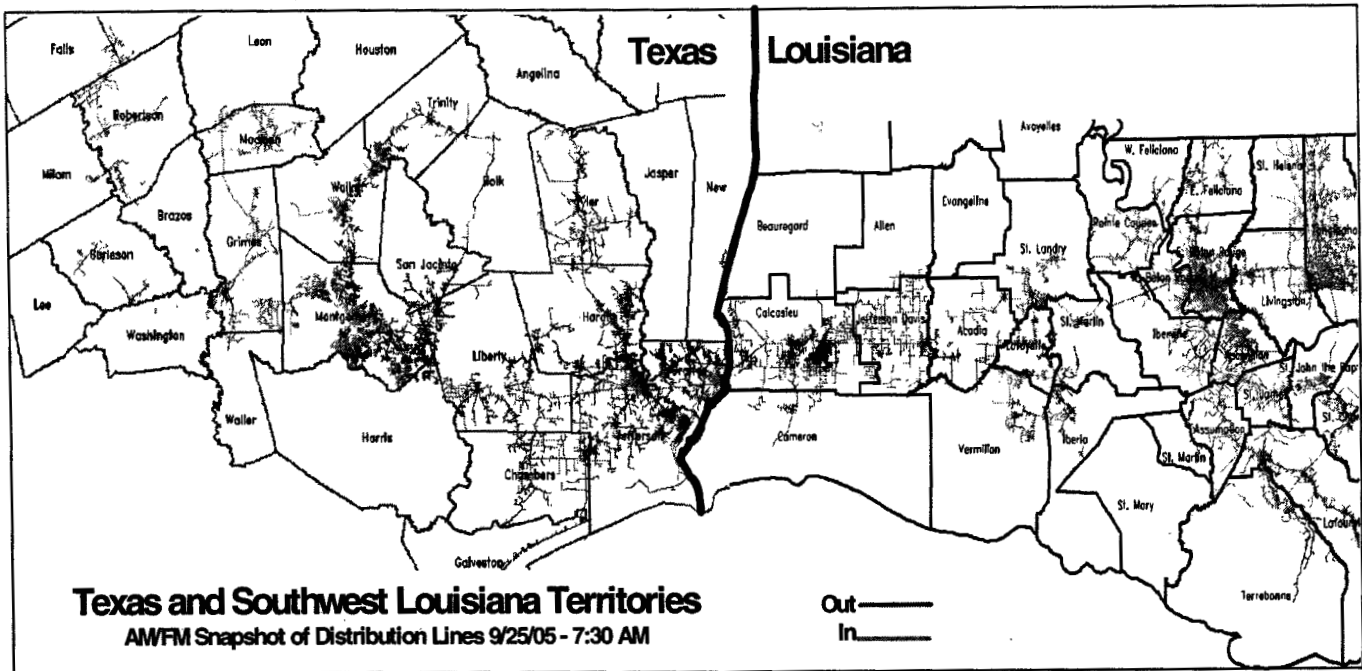 Texas
Louisiana
Falls
Leon
Houston
Angelina
Trinity
Robertson
Madison
Avoyelles
W. Feliciana
St. Helena
E. Feliciana
Milam
Walker
Polk
Tyler
Jasper
New
Brazos
Beauregard
Allen
Evangeline
Pointe Coupee
Grimes
St. Landry
Burleson
San Jacinto
Livingston
Lee
Montgomery
Hardin
Calcasieu
Jefferson Davis
Acadia
St. Martin
Iberville
Washington
Liberty
Lafayette
Ascension
St. John the Bap
St. James
Waller
Harris
Jefferson
Cameron
Vermilion
Iberia
Assumption
St. Martin
Chambers
St. Mary
Lafour
Galveston
Terrebonne
Texas and Southwest Louisiana Territories
AM/FM Snapshot of Distribution Lines 9/25/05 - 7:30 AM
Out
In